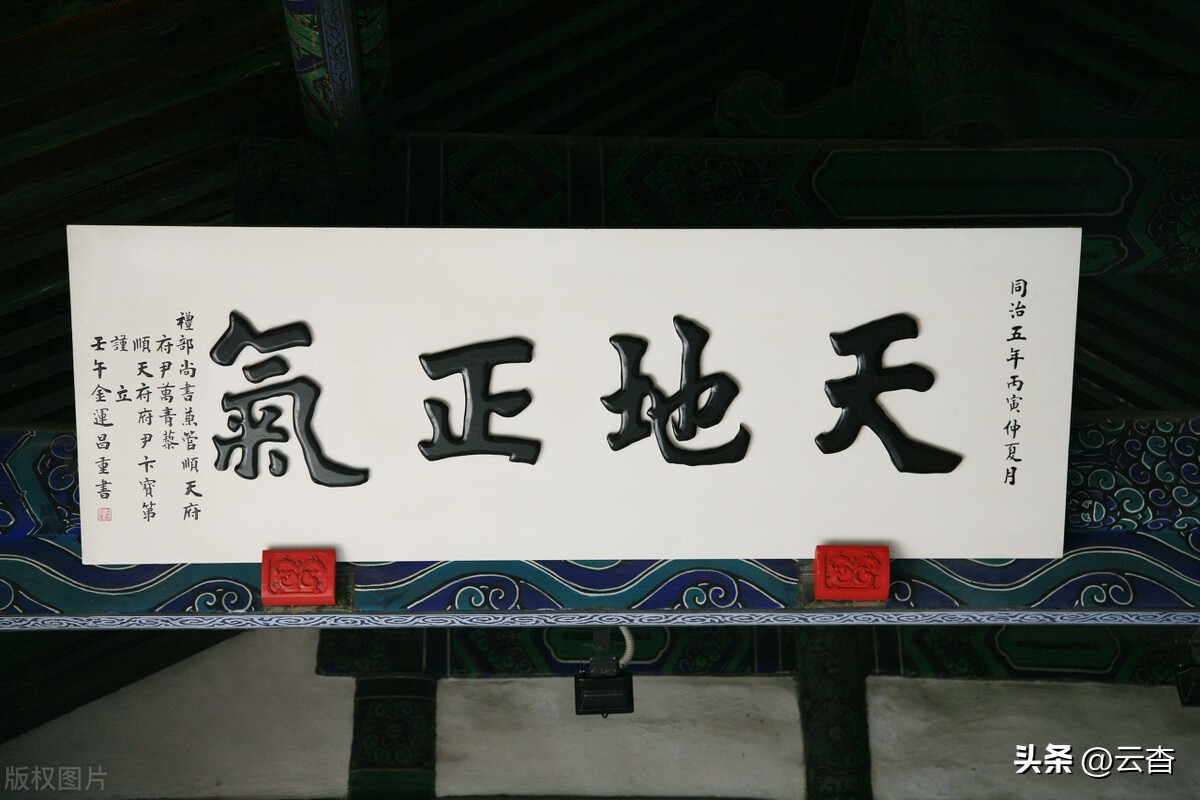 同治五年丙寅仲夏月
天地正氣
禮部尚書兼管順天府
府尹萬青藜
順天府府尹卞寶第
謹立
壬午金運昌重書
头条 @云杳
版权图片